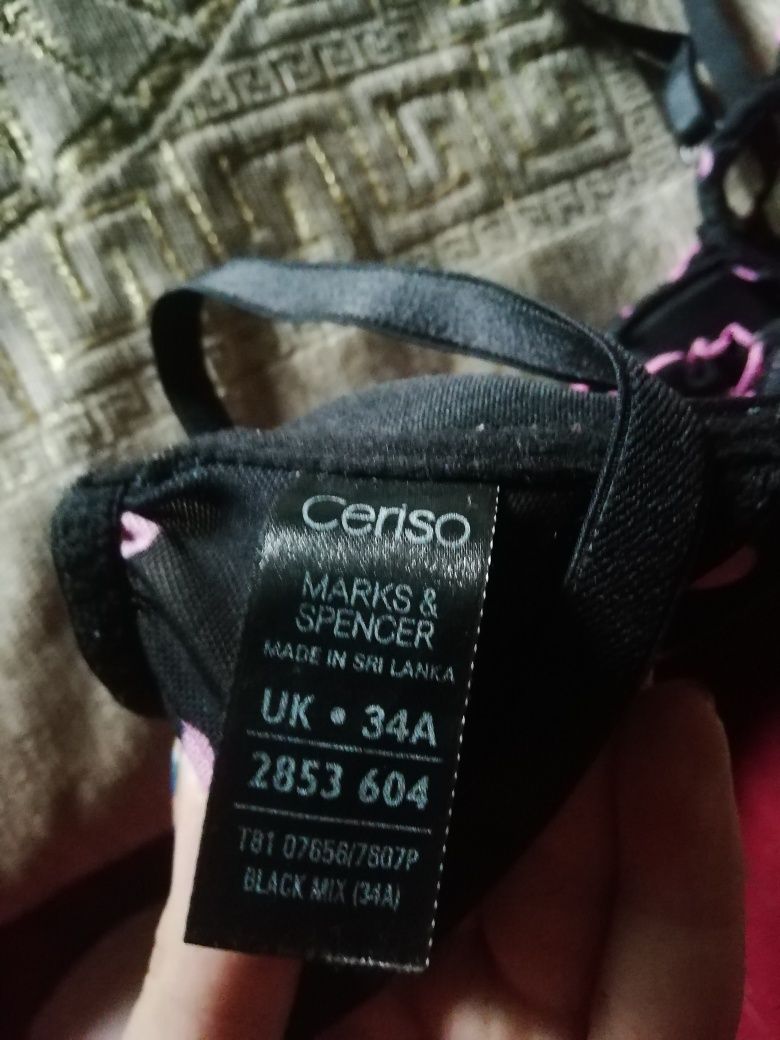 Ceriso
MARKS &
SPENCER
MADE IN SRI LANKA
UK • 34A
2853 604
T81 07656/7607P
BLACK MIX (34A)